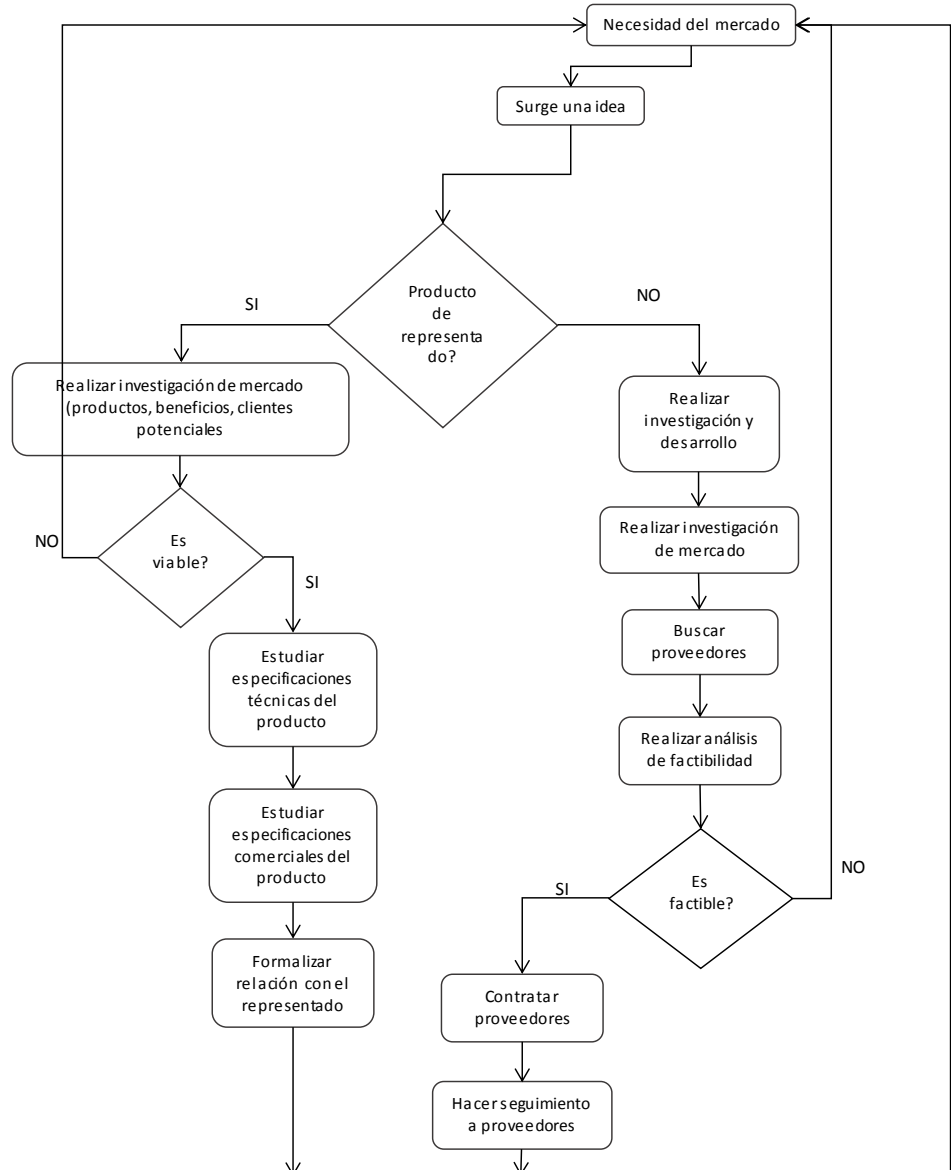 Necesidad del mercado
Surge una idea
Producto
de
representa
do?
SI
NO
Realizar investigación de mercado
(productos, beneficios, clientes
potenciales
Realizar
investigación y
desarrollo
Es
viable?
NO
SI
Realizar investigación
de mercado
Estudiar
especificaciones
técnicas del
producto
Buscar
proveedores
Realizar análisis
de factibilidad
Estudiar
especificaciones
comerciales del
producto
Es
factible?
SI
NO
Formalizar
relación con el
representado
Contratar
proveedores
Hacer seguimiento
a proveedores